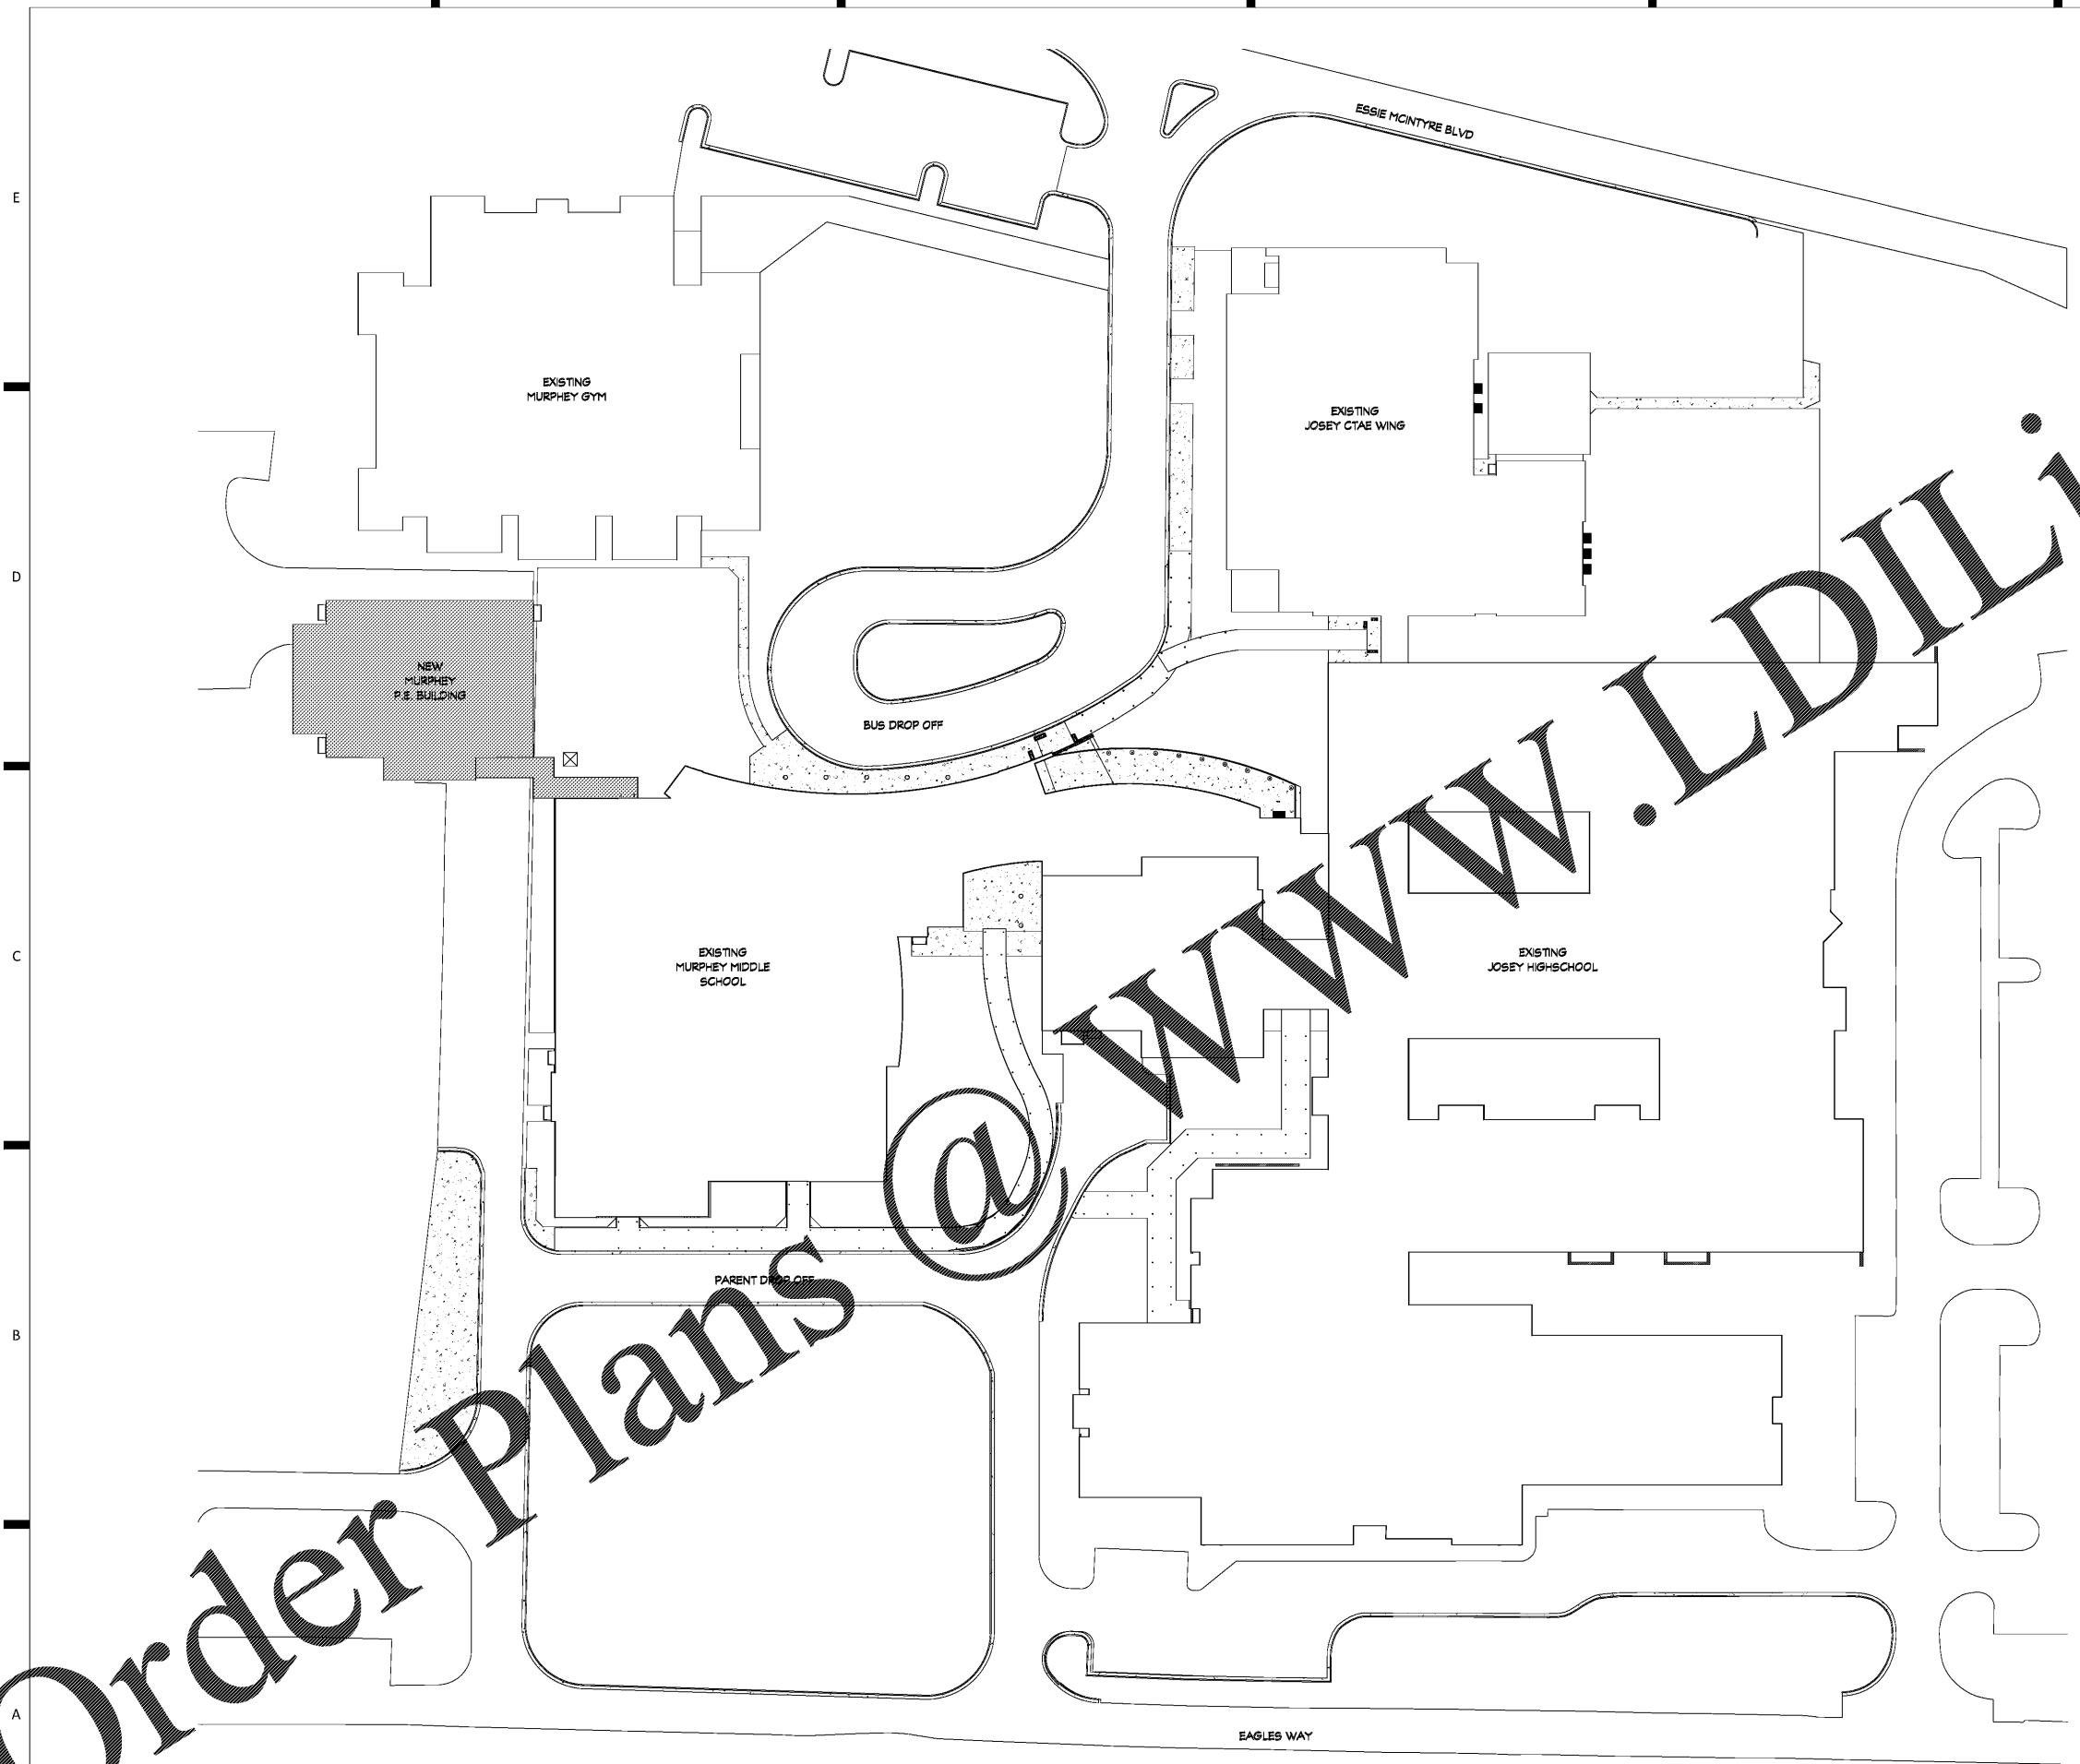 ESSIE MCINTYRE BLVD
E
EXISTING
MURPHEY GYM
EXISTING
JOSEY CTAE WING
D
NEW
MURPHEY
P.E. BUILDING
BUS DROP OFF
C
EXISTING
MURPHEY MIDDLE
SCHOOL
EXISTING
JOSEY HIGHSCHOOL
PARENT DROP OFF
B
A
EAGLES WAY
Order Plans @ www.LDILi